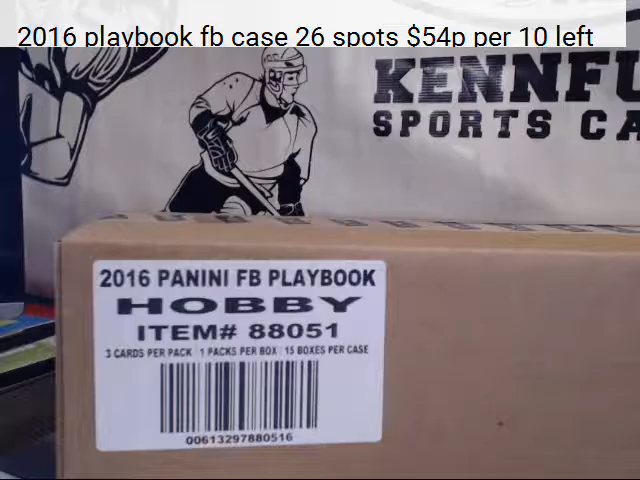 2016 playbook fb case 26 spots $54p per 10 left
KENNFU
SPORTS CA
2016 PANINI FB PLAYBOOK
HOBBY
ITEM# 88051
3 CARDS PER PACK 1 PACKS PER BOX 15 BOXES PER CASE
00613297880516